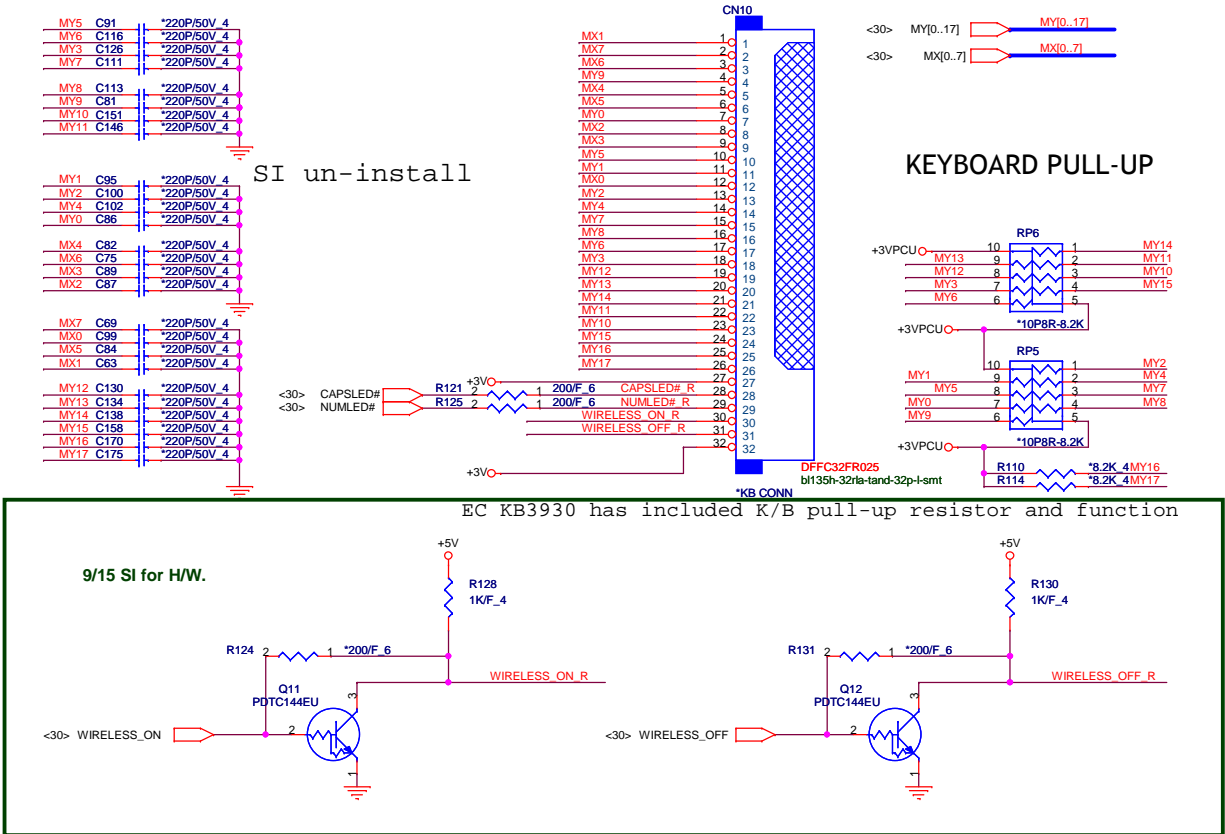 MY5 C91 *220P/50V_4
MY6 C116 *220P/50V_4
MY3 C126 *220P/50V_4
MY7 C111 *220P/50V_4
MY8 C113 *220P/50V_4
MY9 C81 *220P/50V_4
MY10 C151 *220P/50V_4
MY11 C146 *220P/50V_4
SI un-install
MY1 C95 *220P/50V_4
MY2 C100 *220P/50V_4
MY4 C102 *220P/50V_4
MY0 C86 *220P/50V_4
MX4 C82 *220P/50V_4
MX6 C75 *220P/50V_4
MX3 C89 *220P/50V_4
MX2 C87 *220P/50V_4
MX7 C69 *220P/50V_4
MX0 C99 *220P/50V_4
MX5 C84 *220P/50V_4
MX1 C63 *220P/50V_4
MY12 C130 *220P/50V_4
MY13 C134 *220P/50V_4
MY14 C138 *220P/50V_4
MY15 C158 *220P/50V_4
MY16 C170 *220P/50V_4
MY17 C175 *220P/50V_4
CN10
MX1 1 1
MX7 2 2
MX6 3 3
MY9 4 4
MX4 5 5
MX5 6 6
MY0 7 7
MX2 8 8
MX3 9 9
MY5 10 10
MY1 11 11
MX0 12 12
MY2 13 13
MY4 14 14
MY7 15 15
MY8 16 16
MY6 17 17
MY3 18 18
MY12 19 19
MY13 20 20
MY14 21 21
MY11 22 22
MY10 23 23
MY15 24 24
MY16 25 25
MY17 26 26
+3V 27 27
<30> CAPSLED# R121 2 1 200/F_6 CAPSLED#_R 28 28
<30> NUMLED# R125 2 1 200/F_6 NUMLED#_R 29 29
WIRELESS_ON_R 30 30
WIRELESS_OFF_R 31 31
+3V 32 32
DFFC32FR025
bl135h-32rla-tand-32p-l-smt
*KB CONN
<30> MY[0..17] MY[0..17]
<30> MX[0..7] MX[0..7]
KEYBOARD PULL-UP
RP6
+3VPCU 10 1 MY14
MY13 9 2 MY11
MY12 8 3 MY10
MY3 7 4 MY15
MY6 6 5
*10P8R-8.2K
+3VPCU
RP5
10 1 MY2
MY1 9 2 MY4
MY5 8 3 MY7
MY0 7 4 MY8
MY9 6 5
*10P8R-8.2K
+3VPCU
R110 *8.2K_4 MY16
R114 *8.2K_4 MY17
EC KB3930 has included K/B pull-up resistor and function
9/15 SI for H/W.
+5V
R128
1K/F_4
R124 2 1 *200/F_6
WIRELESS_ON_R
Q11
PDTC144EU
3
<30> WIRELESS_ON 2
1
+5V
R130
1K/F_4
R131 2 1 *200/F_6
WIRELESS_OFF_R
Q12
PDTC144EU
3
<30> WIRELESS_OFF 2
1